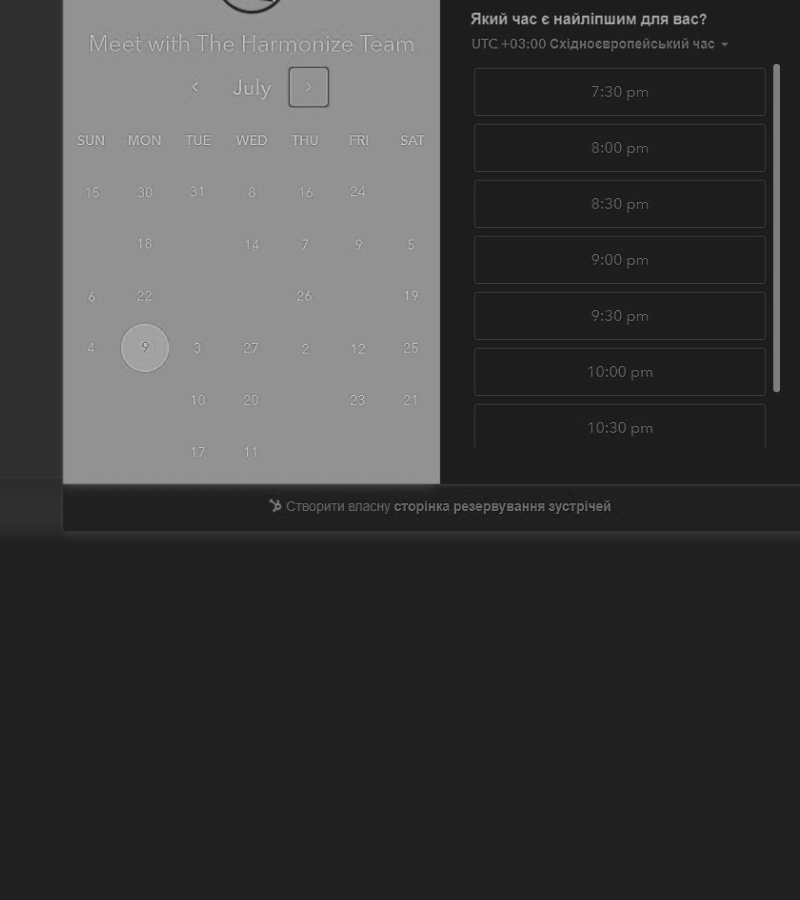 Meet with The Harmonize Team
July
SUN MON TUE WED THU FRI SAT
15 30 31 8 16 24
18 14 7 9 5
6 22 26 19
4 9 3 27 2 12 25
10 20 23 21
17 11
Який час є найліпшим для вас?
UTC +03:00 Східноєвропейський час
7:30 pm
8:00 pm
8:30 pm
9:00 pm
9:30 pm
10:00 pm
10:30 pm
Створити власну сторінка резервування зустрічей